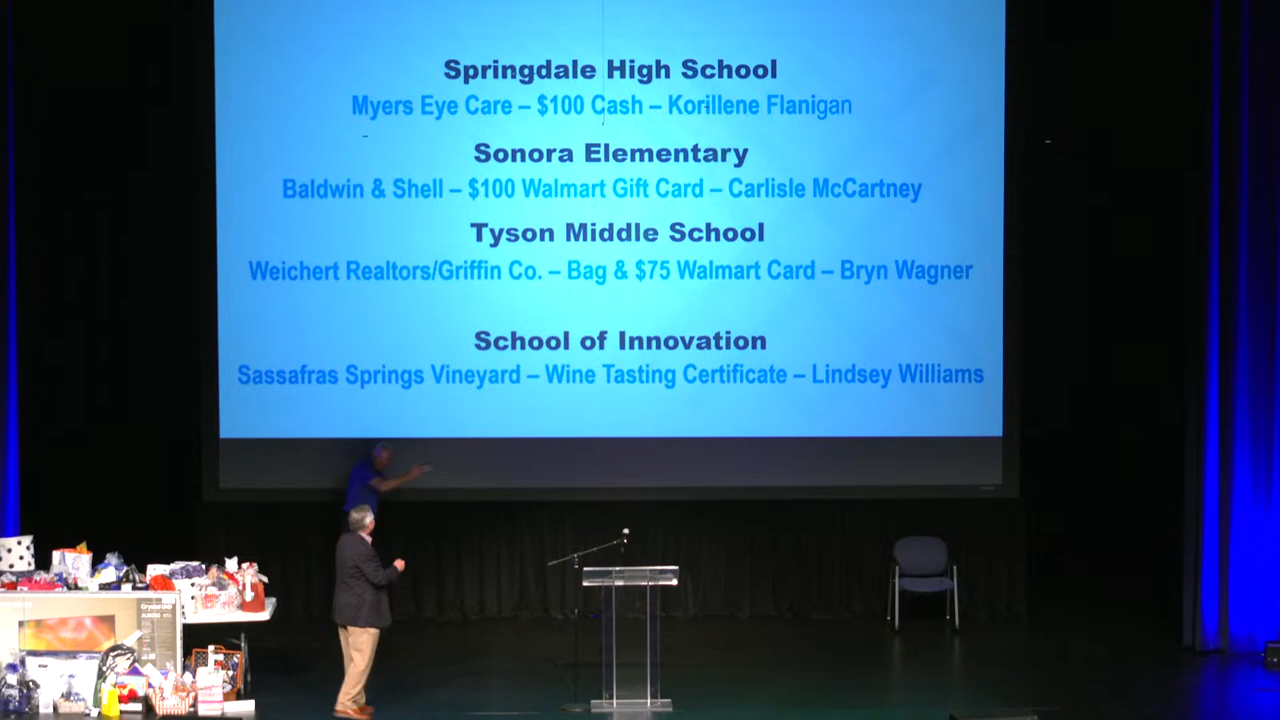 Springdale High School
Myers Eye Care – $100 Cash – Korillene Flanigan
Sonora Elementary
Baldwin & Shell – $100 Walmart Gift Card – Carlisle McCartney
Tyson Middle School
Weichert Realtors/Griffin Co. – Bag & $75 Walmart Card – Bryn Wagner
School of Innovation
Sassafras Springs Vineyard – Wine Tasting Certificate – Lindsey Williams
Crystal UHD